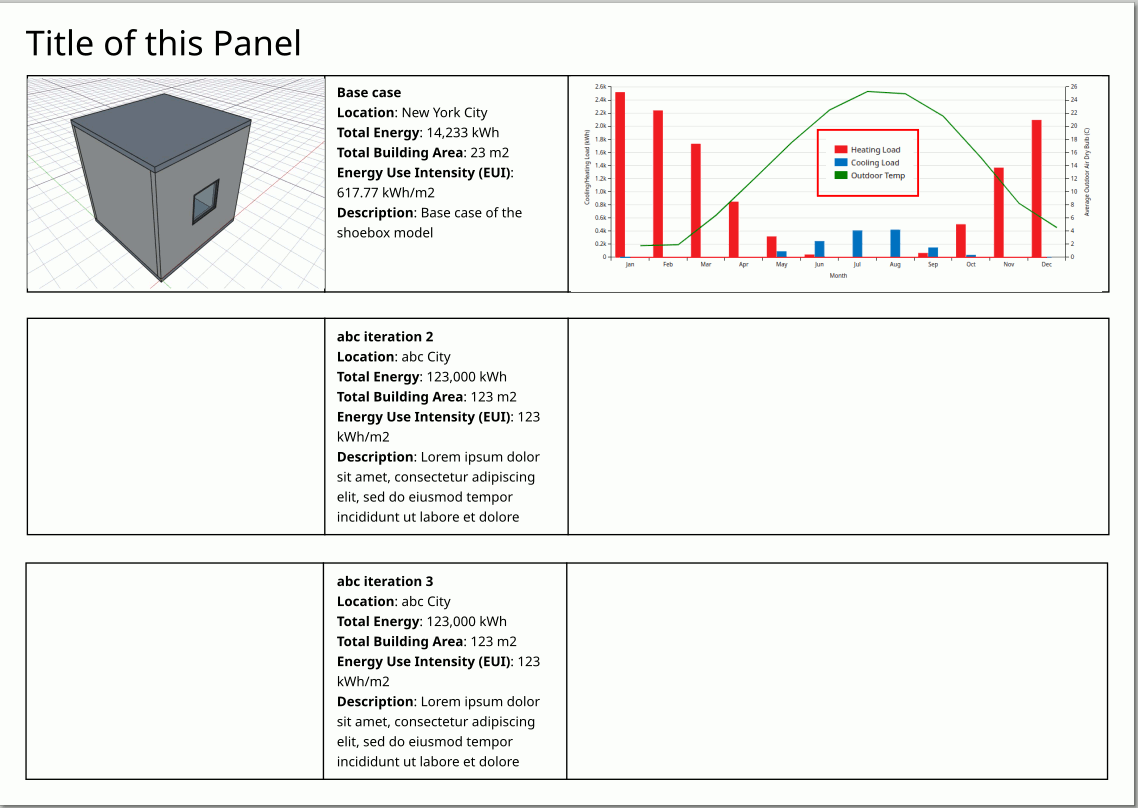 Title of this Panel
Base case
Location: New York City
Total Energy: 14,233 kWh
Total Building Area: 23 m2
Energy Use Intensity (EUI):
617.77 kWh/m2
Description: Base case of the
shoebox model
Cooling/Heating Load (kWh)
2.6k
2.4k
2.2k
2.0k
1.8k
1.6k
1.4k
1.2k
1.0k
0.8k
0.6k
0.4k
0.2k
0
Heating Load
Cooling Load
Outdoor Temp
26
24
22
20
18
16
14
12
10
8
6
4
2
0
Average Outdoor Air Dry Bulb (C)
Jan Feb Mar Apr May Jun Jul Aug Sep Oct Nov Dec
Month
abc iteration 2
Location: abc City
Total Energy: 123,000 kWh
Total Building Area: 123 m2
Energy Use Intensity (EUI): 123
kWh/m2
Description: Lorem ipsum dolor
sit amet, consectetur adipiscing
elit, sed do eiusmod tempor
incididunt ut labore et dolore
abc iteration 3
Location: abc City
Total Energy: 123,000 kWh
Total Building Area: 123 m2
Energy Use Intensity (EUI): 123
kWh/m2
Description: Lorem ipsum dolor
sit amet, consectetur adipiscing
elit, sed do eiusmod tempor
incididunt ut labore et dolore